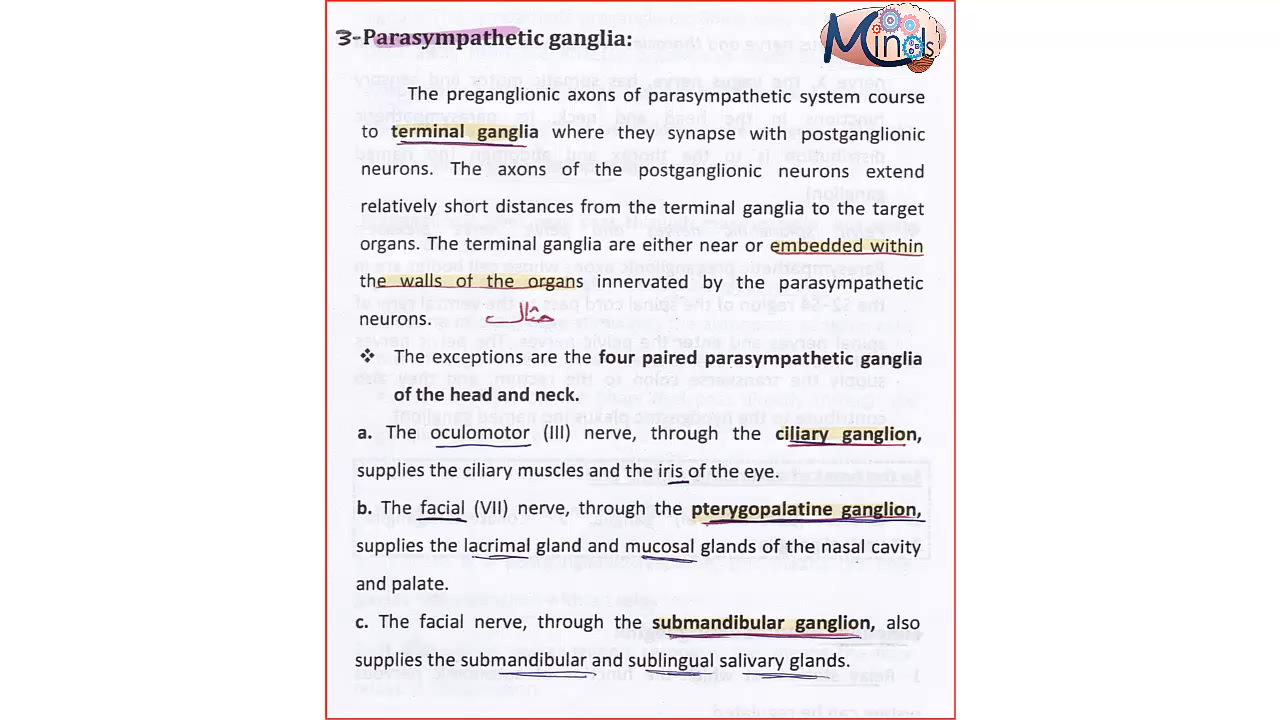 3-Parasympathetic ganglia:
Minds
The preganglionic axons of parasympathetic system course
to terminal ganglia where they synapse with postganglionic
neurons. The axons of the postganglionic neurons extend
relatively short distances from the terminal ganglia to the target
organs. The terminal ganglia are either near or embedded within
the walls of the organs innervated by the parasympathetic
neurons. مثال
❖ The exceptions are the four paired parasympathetic ganglia
of the head and neck.
a. The oculomotor (III) nerve, through the ciliary ganglion,
supplies the ciliary muscles and the iris of the eye.
b. The facial (VII) nerve, through the pterygopalatine ganglion,
supplies the lacrimal gland and mucosal glands of the nasal cavity
and palate.
c. The facial nerve, through the submandibular ganglion, also
supplies the submandibular and sublingual salivary glands.